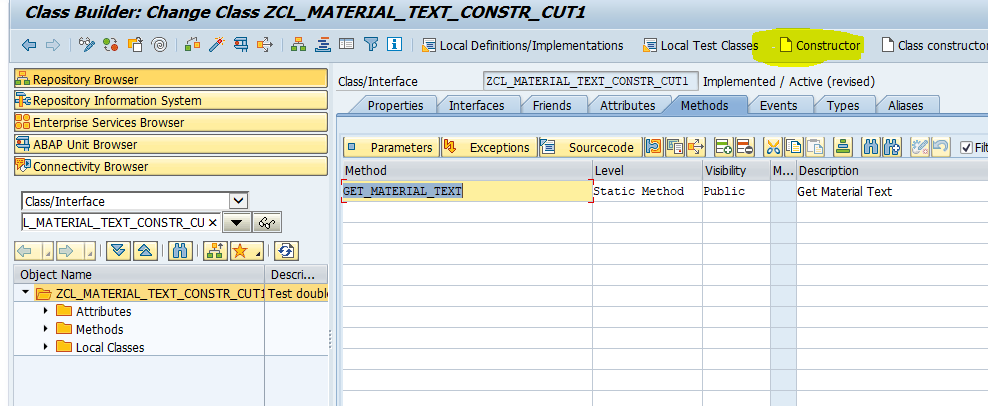 Class Builder: Change Class ZCL_MATERIAL_TEXT_CONSTR_CUT1
Local Definitions/Implementations Local Test Classes Constructor Class constructor
Repository Browser
Repository Information System
Enterprise Services Browser
ABAP Unit Browser
Connectivity Browser
Class/Interface
L_MATERIAL_TEXT_CONSTR_CU
Object Name Descri...
ZCL_MATERIAL_TEXT_CONSTR_CUT1 Test double
Attributes
Methods
Local Classes
Class/Interface ZCL_MATERIAL_TEXT_CONSTR_CUT1 Implemented / Active (revised)
Properties Interfaces Friends Attributes Methods Events Types Aliases
Parameters Exceptions Sourcecode Filt
Method Level Visibility M... Description
GET_MATERIAL_TEXT Static Method Public Get Material Text